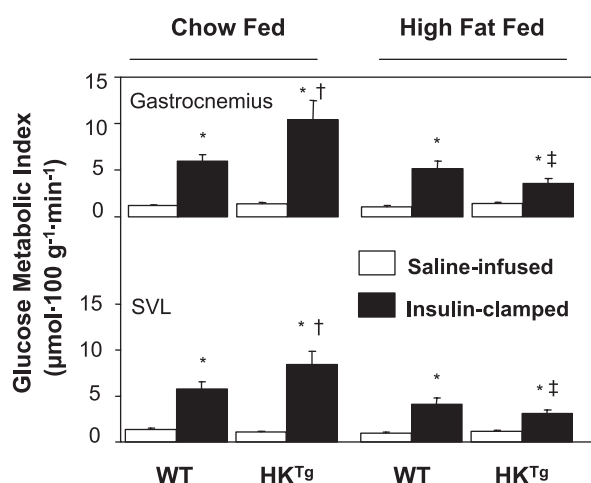 Chow Fed High Fat Fed
Glucose Metabolic Index
(µmol·100 g⁻¹·min⁻¹)
15
10
5
0
Gastrocnemius
*
* †
*
* ‡
Saline-infused
Insulin-clamped
15
10
5
0
SVL
*
* †
*
* ‡
WT HKᵀᵍ WT HKᵀᵍ